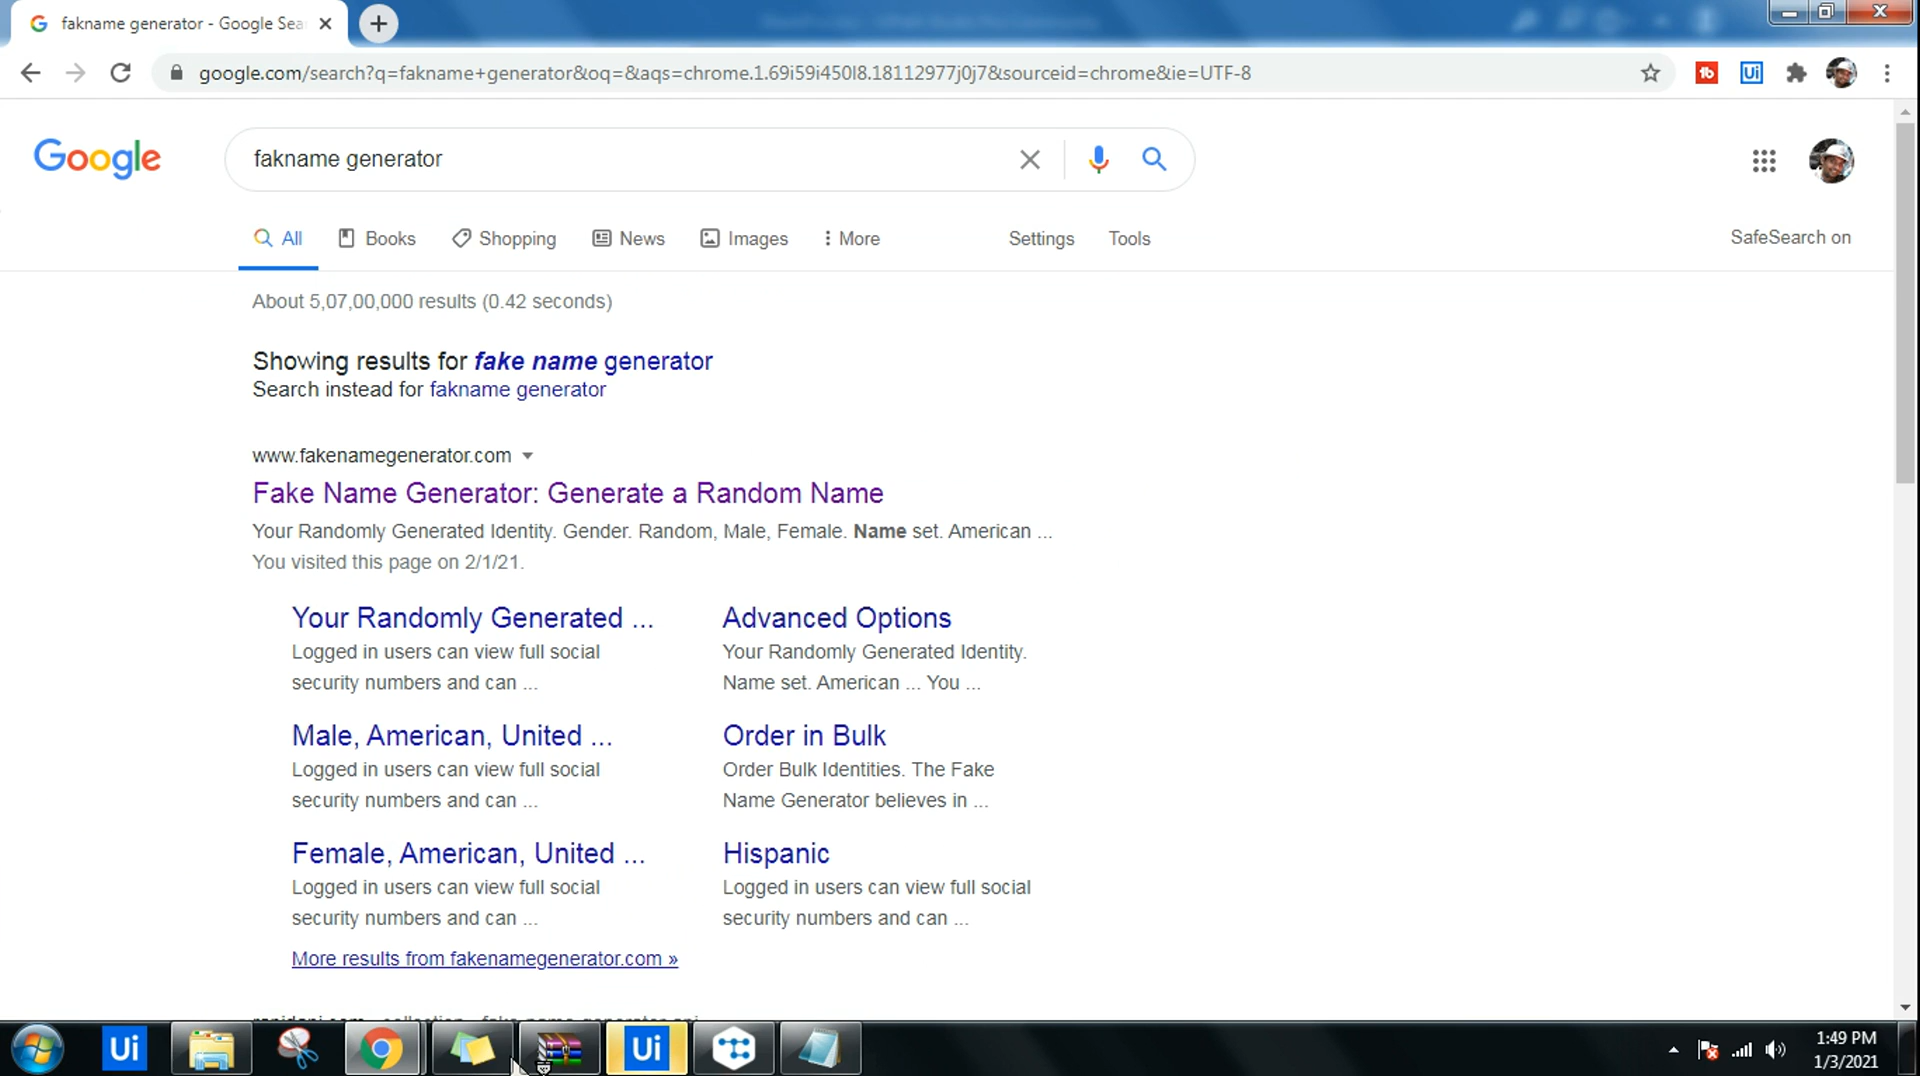 fakname generator - Google Sea
google.com/search?q=fakname+generator&oq=&aqs=chrome.1.69i59i450l8.18112977j0j7&sourceid=chrome&ie=UTF-8
Google
fakname generator
All Books Shopping News Images More Settings Tools SafeSearch on
About 5,07,00,000 results (0.42 seconds)
Showing results for fake name generator
Search instead for fakname generator
www.fakenamegenerator.com
Fake Name Generator: Generate a Random Name
Your Randomly Generated Identity. Gender. Random, Male, Female. Name set. American ...
You visited this page on 2/1/21.
Your Randomly Generated ...
Logged in users can view full social
security numbers and can ...
Advanced Options
Your Randomly Generated Identity.
Name set. American ... You ...
Male, American, United ...
Logged in users can view full social
security numbers and can ...
Order in Bulk
Order Bulk Identities. The Fake
Name Generator believes in ...
Female, American, United ...
Logged in users can view full social
security numbers and can ...
Hispanic
Logged in users can view full social
security numbers and can ...
More results from fakenamegenerator.com »
Ui
Ui
Ui
1:49 PM
1/3/2021